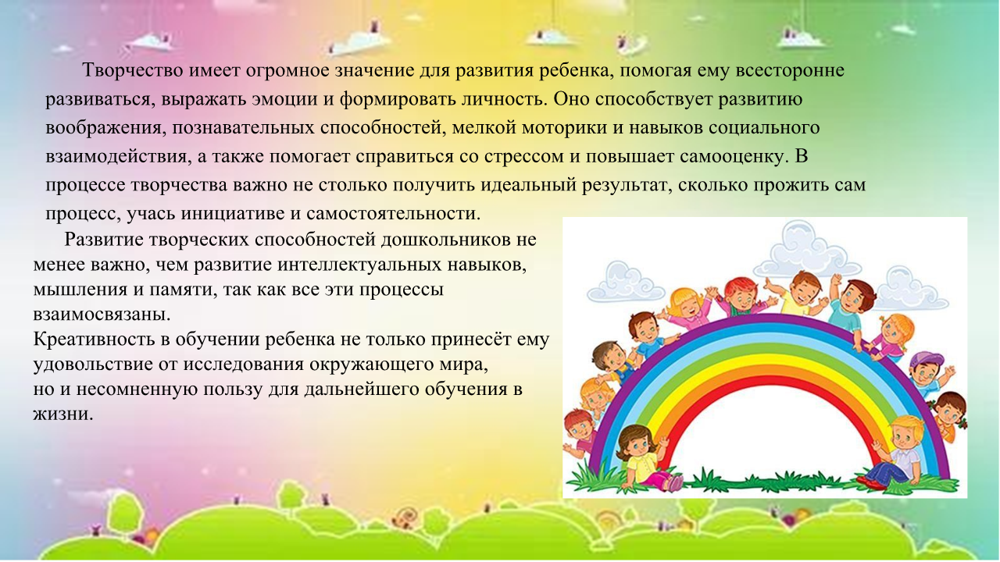 Творчество имеет огромное значение для развития ребенка, помогая ему всесторонне
развиваться, выражать эмоции и формировать личность. Оно способствует развитию
воображения, познавательных способностей, мелкой моторики и навыков социального
взаимодействия, а также помогает справиться со стрессом и повышает самооценку. В
процессе творчества важно не столько получить идеальный результат, сколько прожить сам
процесс, учась инициативе и самостоятельности.
Развитие творческих способностей дошкольников не
менее важно, чем развитие интеллектуальных навыков,
мышления и памяти, так как все эти процессы
взаимосвязаны.
Креативность в обучении ребенка не только принесёт ему
удовольствие от исследования окружающего мира,
но и несомненную пользу для дальнейшего обучения в
жизни.